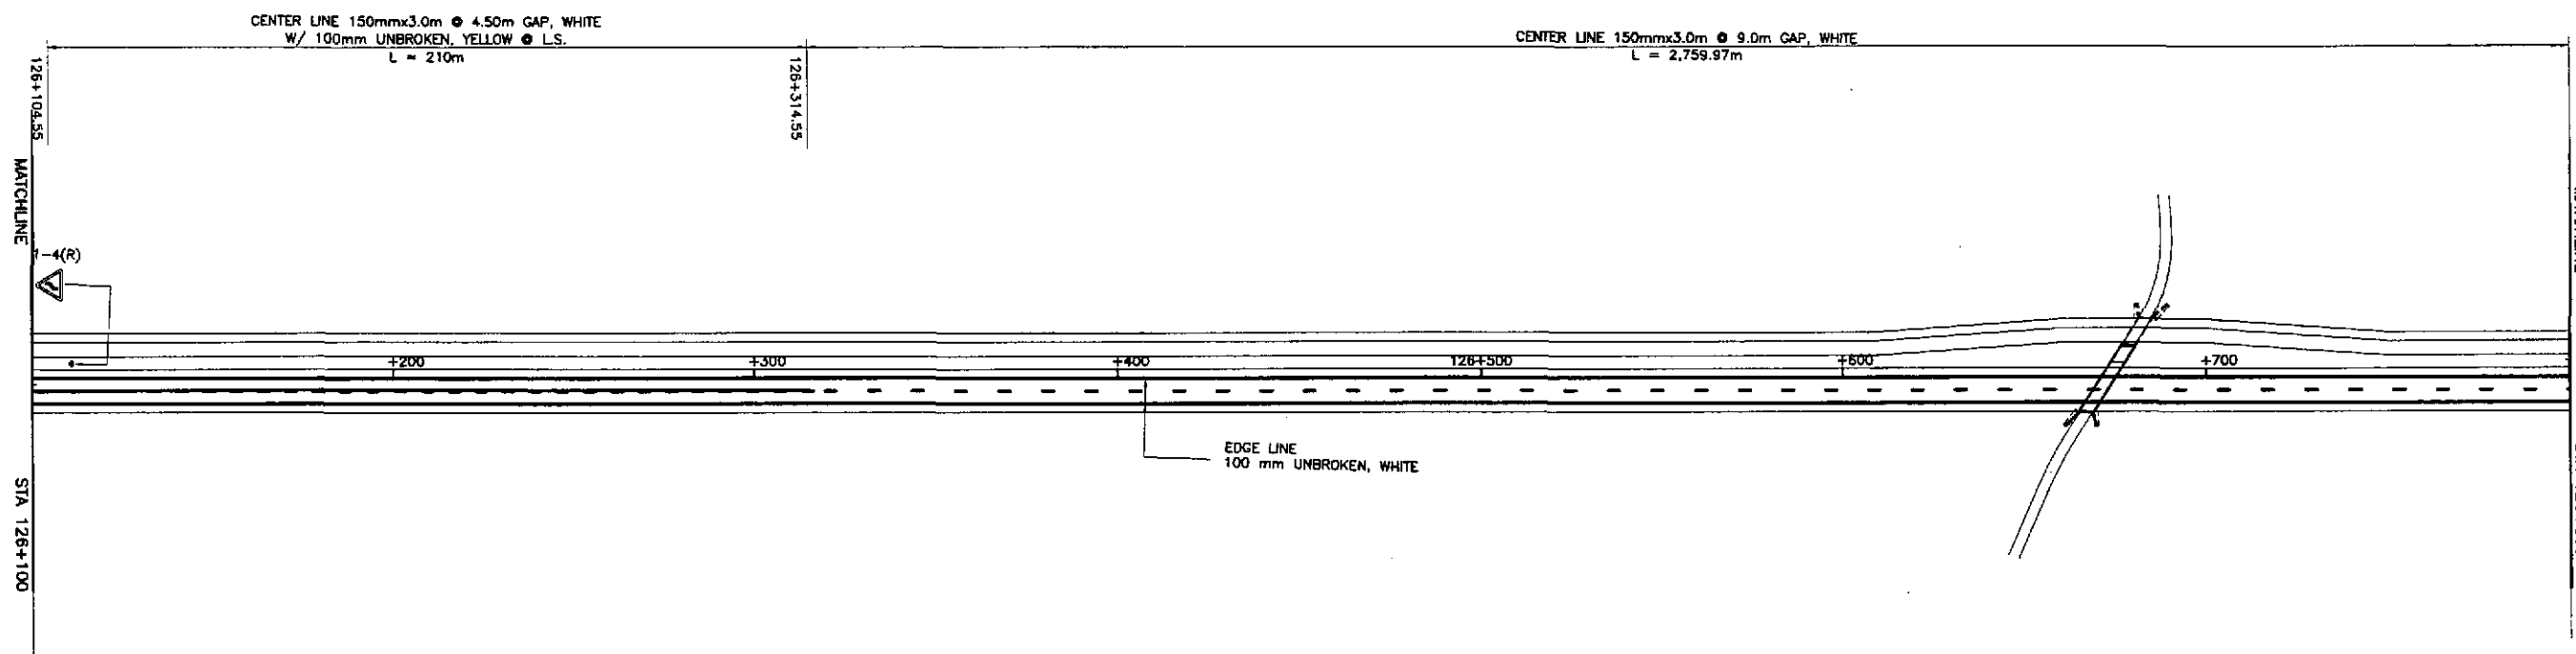 CENTER LINE 150mmx3.0m @ 4.50m GAP, WHITE
W/ 100mm UNBROKEN, YELLOW @ L.S.
L = 210m
CENTER LINE 150mmx3.0m @ 9.0m GAP, WHITE
L = 2,759.97m
126+104.55
126+314.55
MATCHLINE
1-4(R)
+200
+300
+400
126+500
+600
+700
EDGE LINE
100 mm UNBROKEN, WHITE
STA 126+100